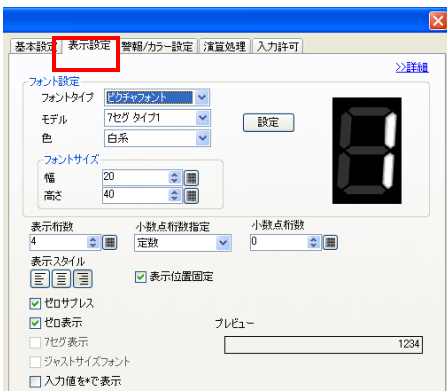 基本設定 表示設定 警報/カラー設定 演算処理 入力許可
>>詳細
フォント設定
フォントタイプ ピクチャフォント
モデル 7セグ タイプ1 設定
色 白系
フォントサイズ
幅 20
高さ 40
表示桁数 小数点桁数指定 小数点桁数
4 定数 0
表示スタイル
表示位置固定
ゼロサプレス
ゼロ表示 プレビュー
7セグ表示 1234
ジャストサイズフォント
入力値を*で表示